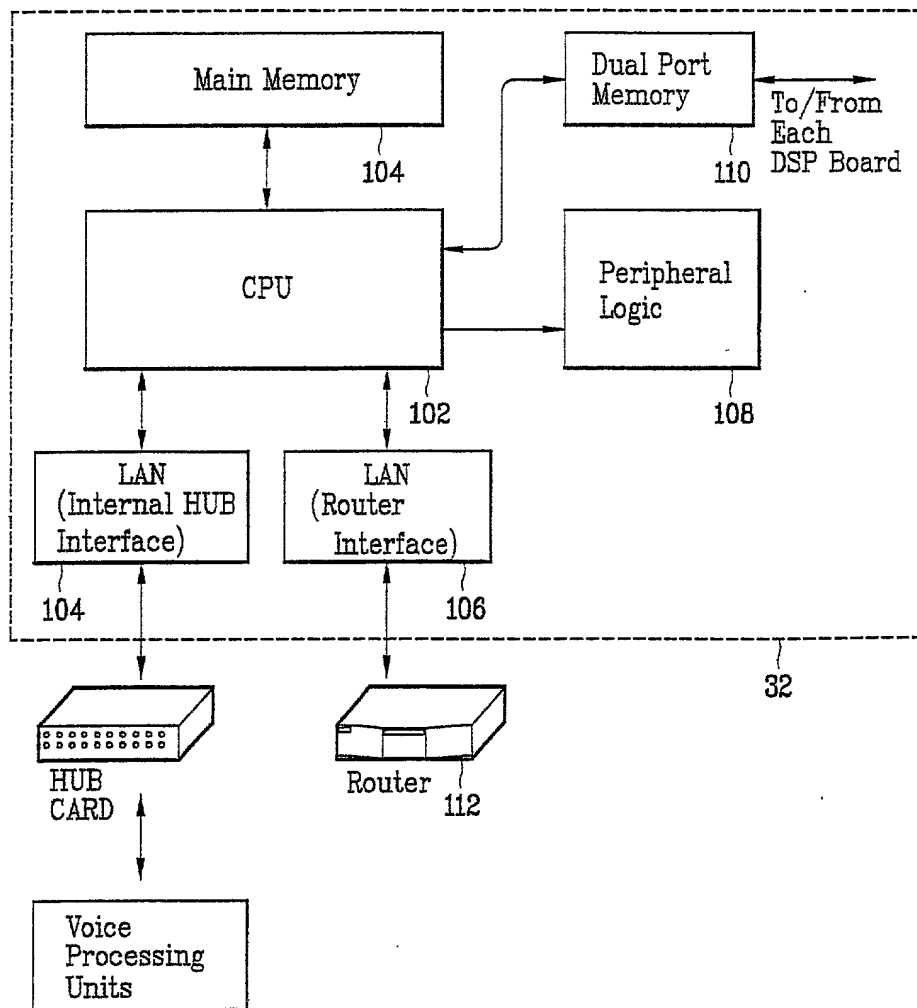 Main Memory
104
Dual Port
Memory
110
To/From
Each
DSP Board
CPU
102
Peripheral
Logic
108
LAN
(Internal HUB
Interface)
104
LAN
(Router
Interface)
106
32
HUB
CARD
Router
112
Voice
Processing
Units